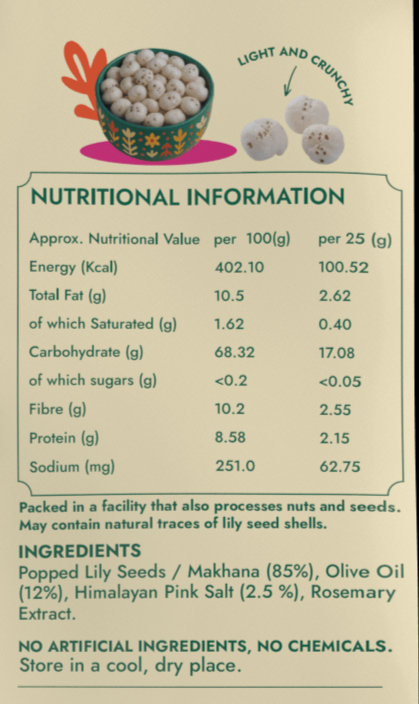 LIGHT AND CRUNCHY
NUTRITIONAL INFORMATION
Approx. Nutritional Value per 100(g) per 25 (g)
Energy (Kcal) 402.10 100.52
Total Fat (g) 10.5 2.62
of which Saturated (g) 1.62 0.40
Carbohydrate (g) 68.32 17.08
of which sugars (g) <0.2 <0.05
Fibre (g) 10.2 2.55
Protein (g) 8.58 2.15
Sodium (mg) 251.0 62.75
Packed in a facility that also processes nuts and seeds.
May contain natural traces of lily seed shells.
INGREDIENTS
Popped Lily Seeds / Makhana (85%), Olive Oil
(12%), Himalayan Pink Salt (2.5 %), Rosemary
Extract.
NO ARTIFICIAL INGREDIENTS, NO CHEMICALS.
Store in a cool, dry place.